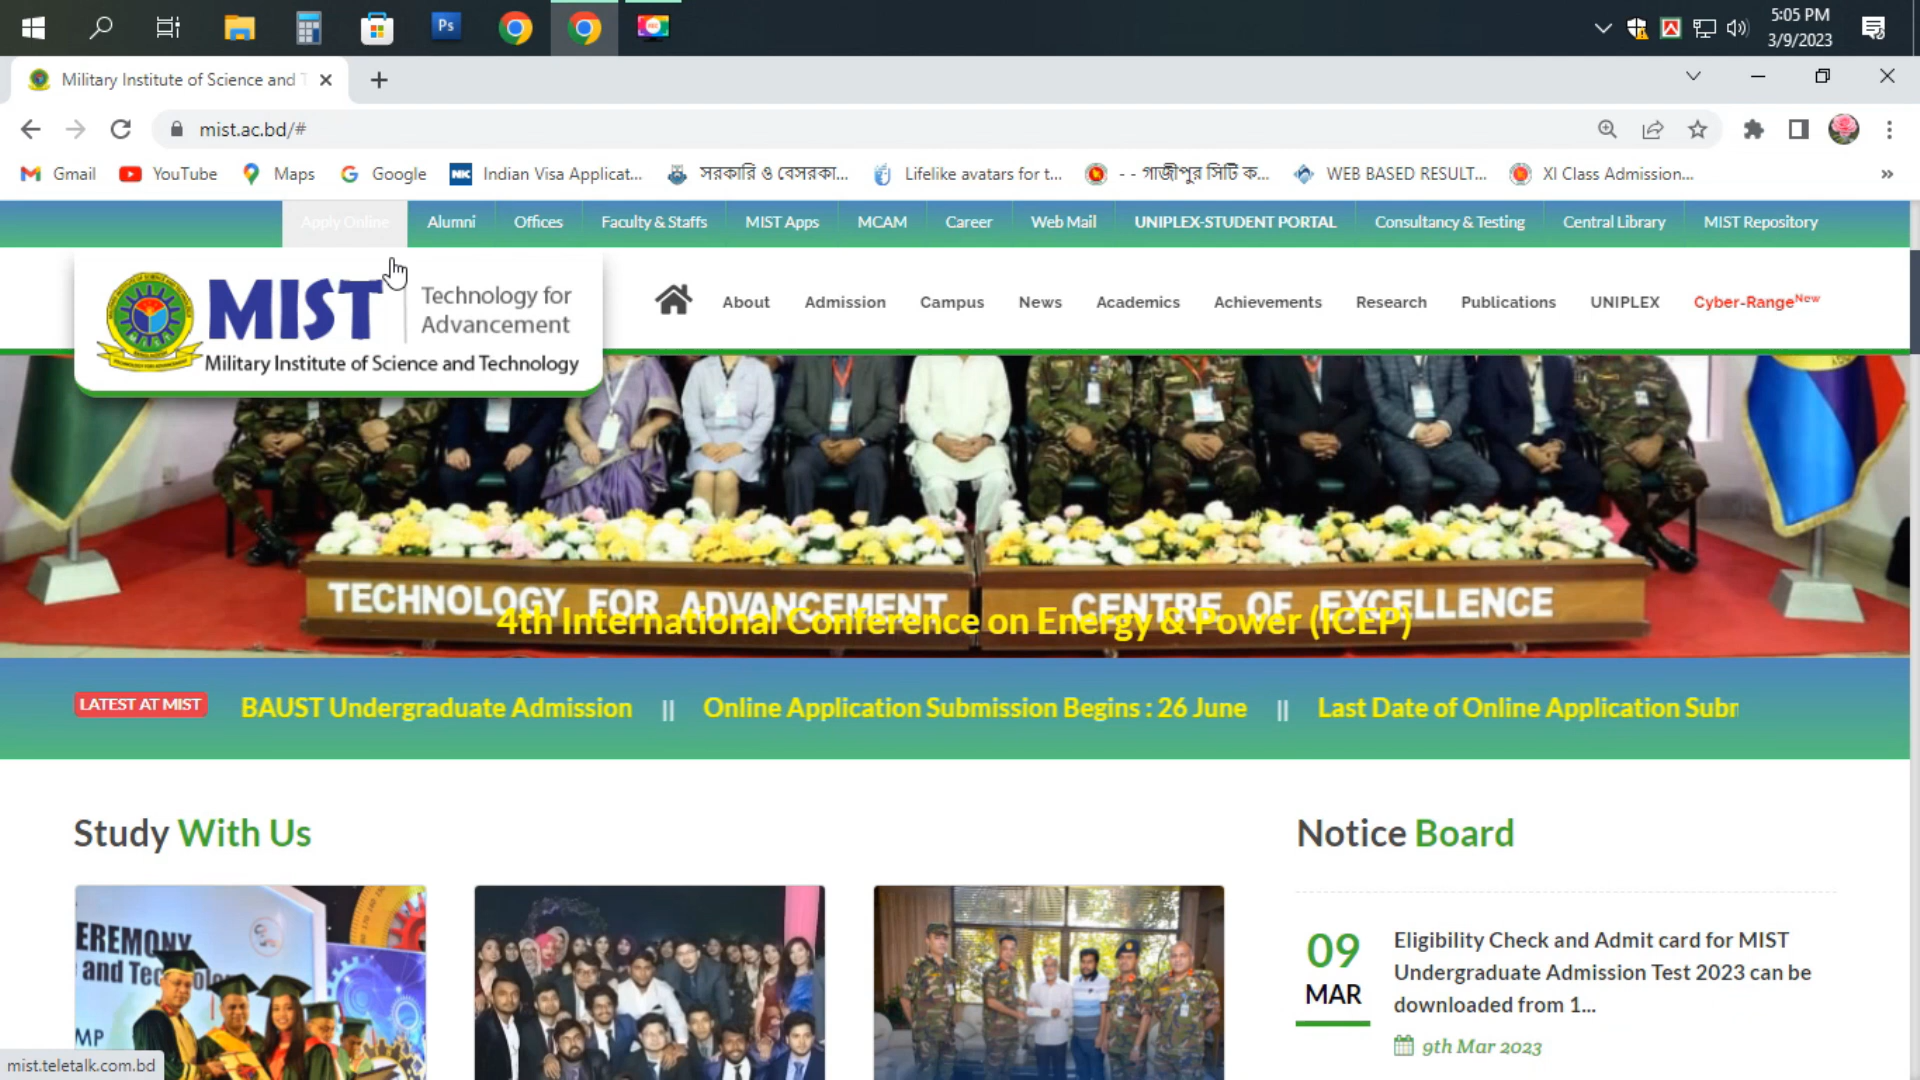 Ps
5:05 PM
3/9/2023
Military Institute of Science and T
mist.ac.bd/#
Gmail YouTube Maps Google Indian Visa Applicat... সরকারি ও বেসরকা... Lifelike avatars for t... - - গাজীপুর সিটি ক... WEB BASED RESULT... XI Class Admission... »
Apply Online Alumni Offices Faculty & Staffs MIST Apps MCAM Career Web Mail UNIPLEX-STUDENT PORTAL Consultancy & Testing Central Library MIST Repository
MIST
Technology for
Advancement
Military Institute of Science and Technology
About Admission Campus News Academics Achievements Research Publications UNIPLEX Cyber-Range New
TECHNOLOGY FOR ADVANCEMENT CENTRE OF EXCELLENCE
4th International Conference on Energy & Power (ICEP)
LATEST AT MIST BAUST Undergraduate Admission || Online Application Submission Begins : 26 June || Last Date of Online Application Subm
Study With Us
Notice Board
EREMONY
and Technolo
MP
09
MAR
Eligibility Check and Admit card for MIST
Undergraduate Admission Test 2023 can be
downloaded from 1...
9th Mar 2023
mist.teletalk.com.bd